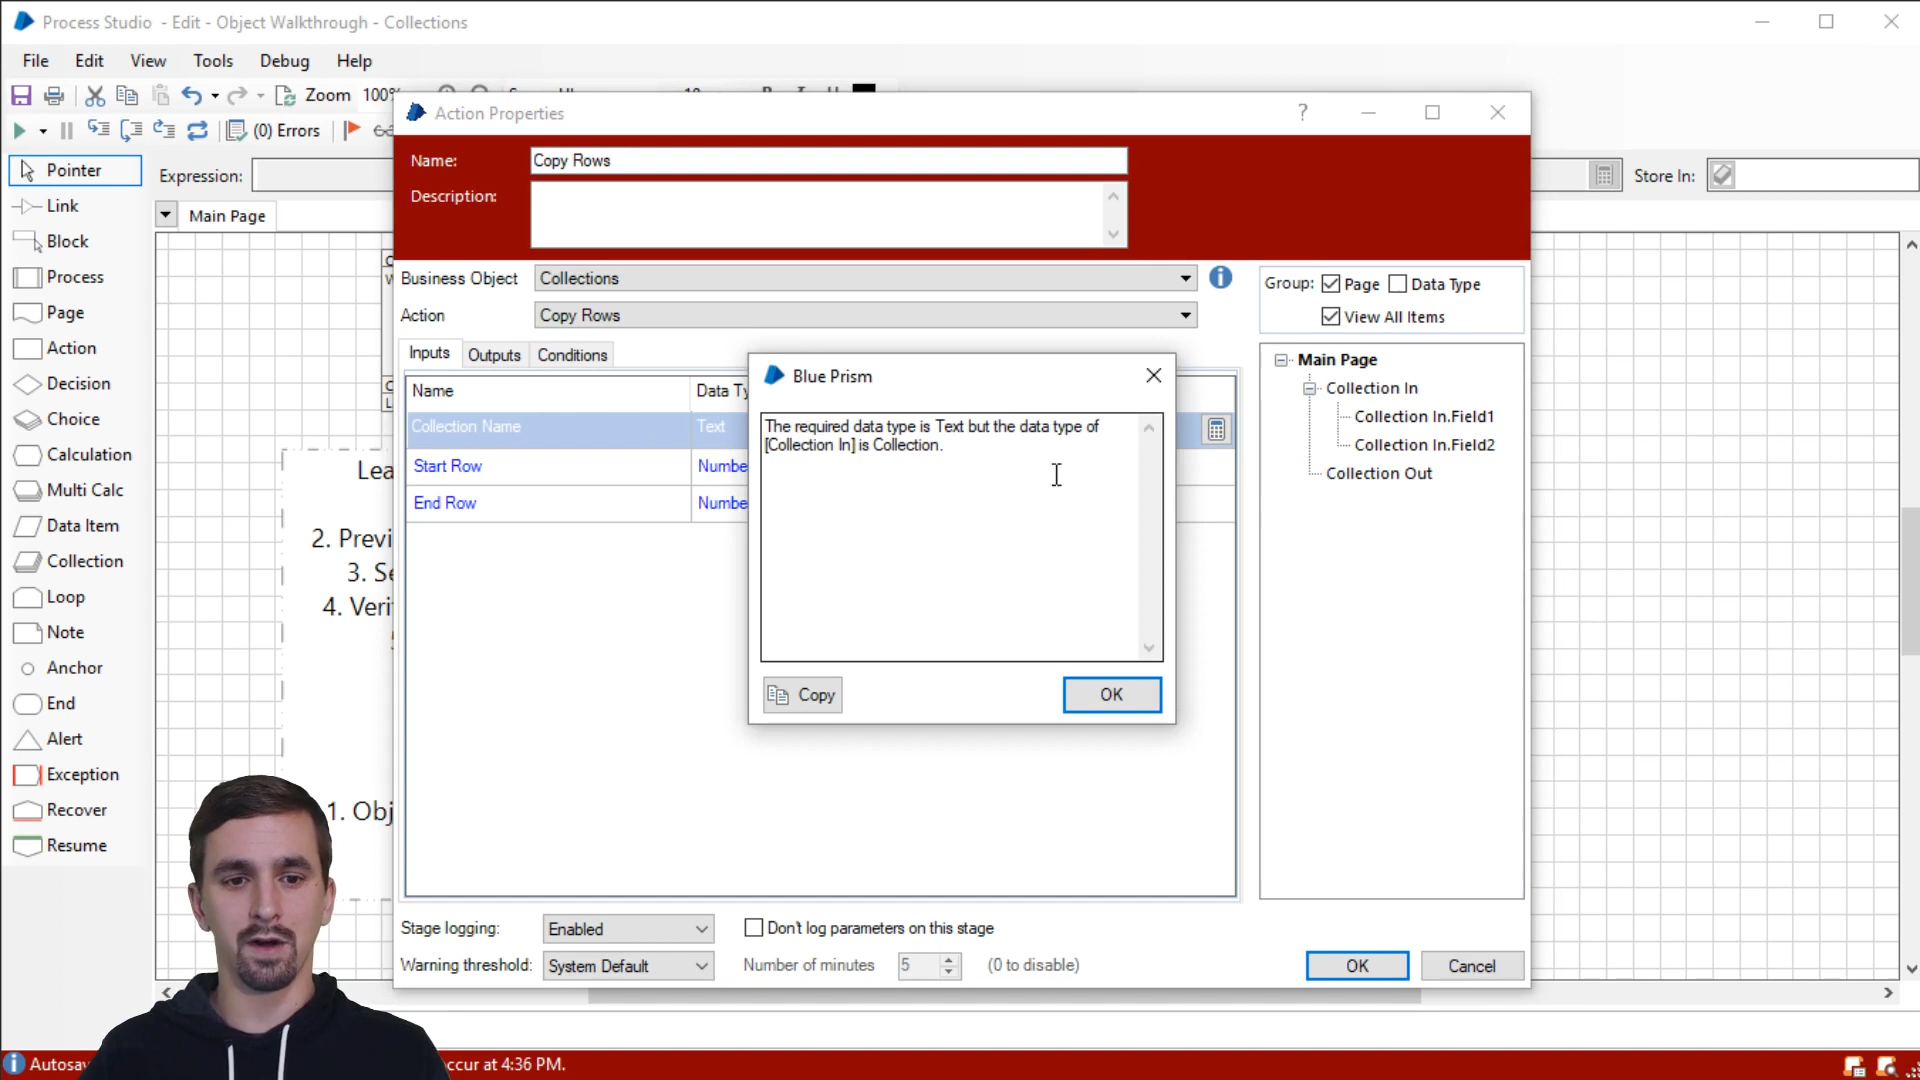 Process Studio - Edit - Object Walkthrough - Collections
File Edit View Tools Debug Help
Zoom 100%
(0) Errors
Expression:
Store In:
Main Page
Pointer
Link
Block
Process
Page
Action
Decision
Choice
Calculation
Multi Calc
Data Item
Collection
Loop
Note
Anchor
End
Alert
Exception
Recover
Resume
Lea
2. Previ
3. Se
4. Veri
1. Obj
Action Properties
?
Name: Copy Rows
Description:
Business Object Collections
Action Copy Rows
Inputs Outputs Conditions
Name Data Ty
Collection Name Text
Start Row Numbe
End Row Numbe
Group: Page Data Type
View All Items
Main Page
Collection In
Collection In.Field1
Collection In.Field2
Collection Out
Blue Prism
The required data type is Text but the data type of
[Collection In] is Collection.
Copy OK
Stage logging: Enabled Don't log parameters on this stage
Warning threshold: System Default Number of minutes 5 (0 to disable)
OK Cancel
Autosav
ccur at 4:36 PM.